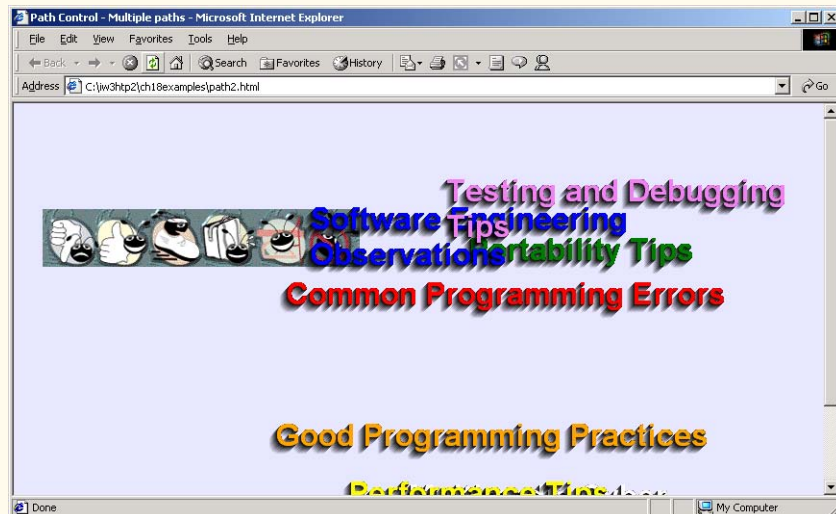 Path Control - Multiple paths - Microsoft Internet Explorer
File Edit View Favorites Tools Help
Back Search Favorites History
Address C:\iw3htp2\ch18examples\path2.html Go
Testing and Debugging
Tips
Software Engineering
Observations
Portability Tips
Common Programming Errors
Good Programming Practices
Performance Tips
Done My Computer